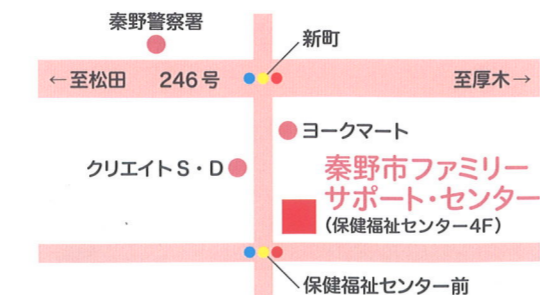 秦野警察署
新町
←至松田 246号
至厚木→
ヨークマート
クリエイトS・D
秦野市ファミリー
サポート・センター
(保健福祉センター4F)
保健福祉センター前